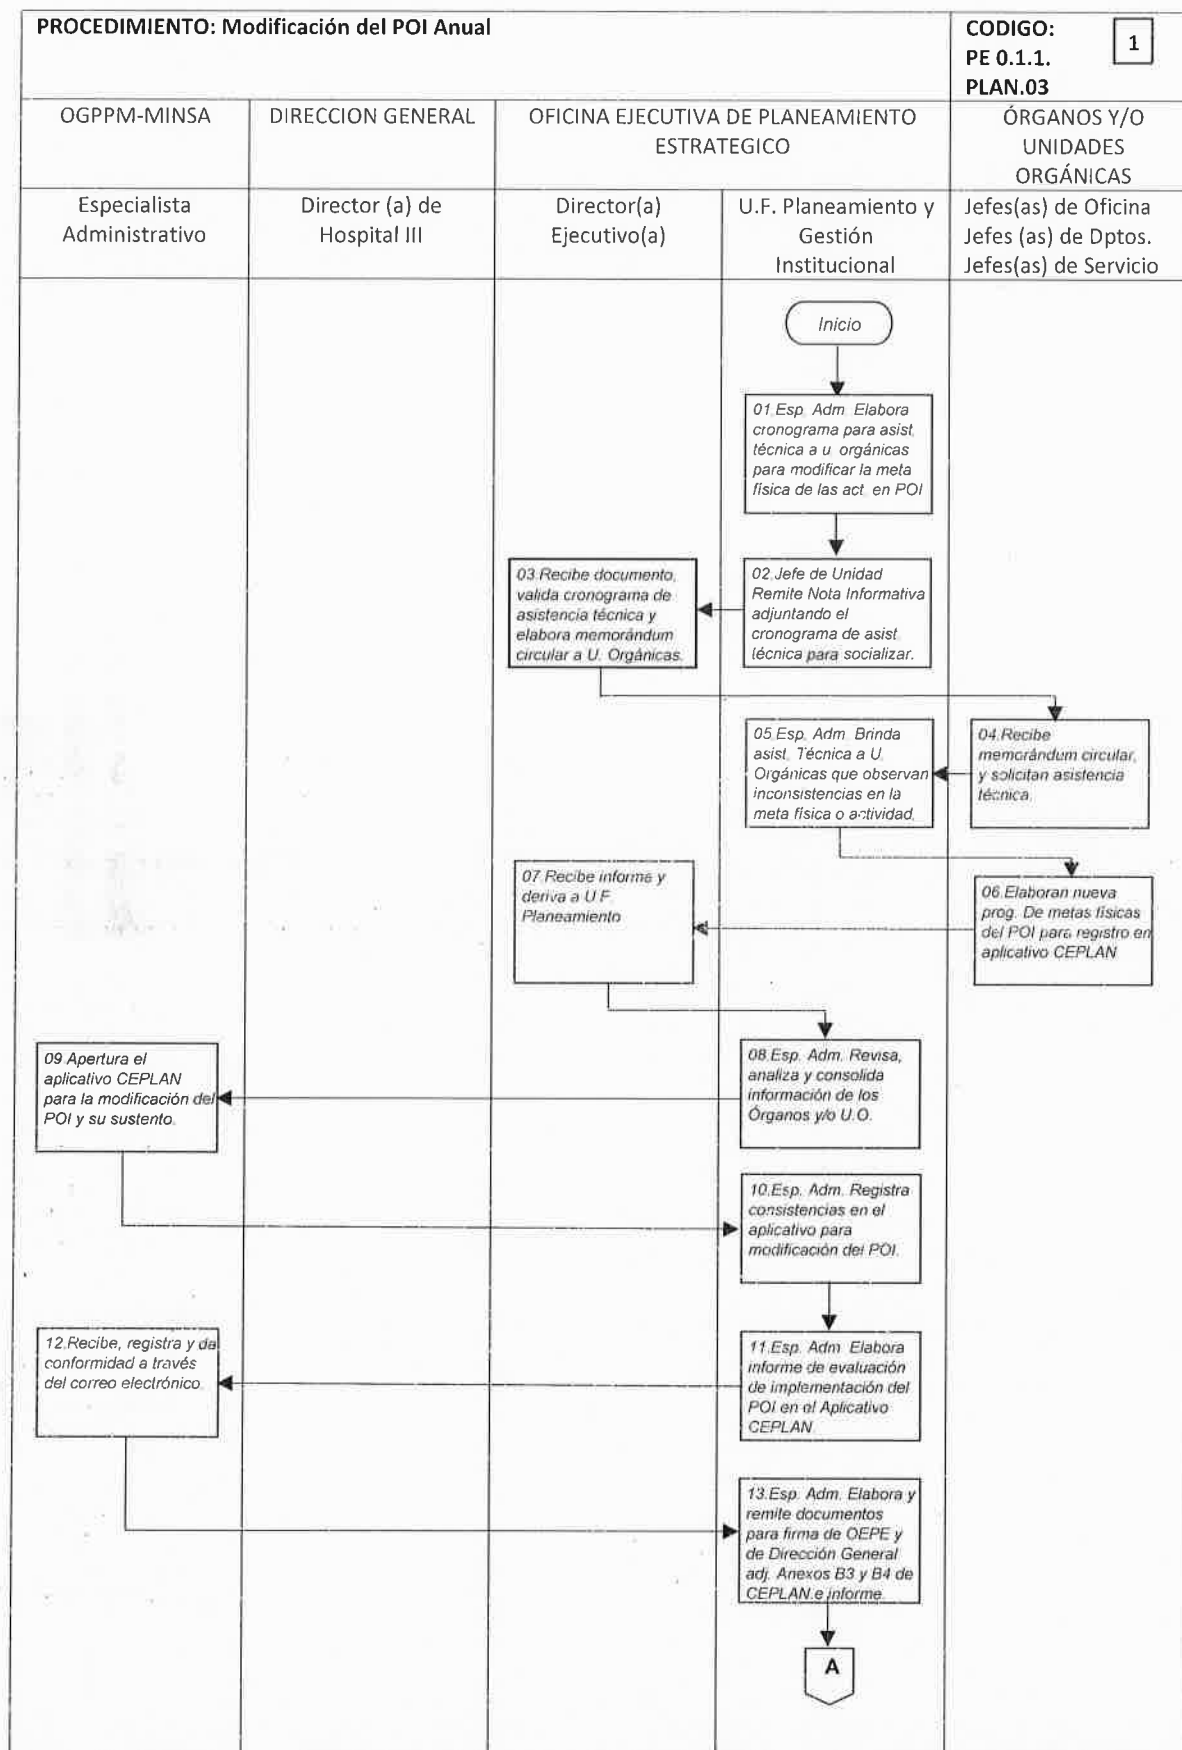 PROCEDIMIENTO: Modificación del POI Anual
CODIGO:
PE 0.1.1.
PLAN.03
1
OGPPM-MINSA
DIRECCION GENERAL
OFICINA EJECUTIVA DE PLANEAMIENTO
ESTRATEGICO
ÓRGANOS Y/O
UNIDADES
ORGÁNICAS
Especialista
Administrativo
Director (a) de
Hospital III
Director(a)
Ejecutivo(a)
U.F. Planeamiento y
Gestión
Institucional
Jefes(as) de Oficina
Jefes (as) de Dptos.
Jefes(as) de Servicio
Inicio
01.Esp. Adm. Elabora
cronograma para asist.
técnica a u. orgánicas
para modificar la meta
física de las act. en POI
02.Jefe de Unidad
Remite Nota Informativa
adjuntando el
cronograma de asist.
técnica para socializar.
03.Recibe documento,
valida cronograma de
asistencia técnica y
elabora memorándum
circular a U. Orgánicas.
04.Recibe
memorándum circular,
y solicitan asistencia
técnica.
05.Esp. Adm. Brinda
asist. Técnica a U.
Orgánicas que observan
inconsistencias en la
meta física o actividad.
06.Elaboran nueva
prog. De metas físicas
del POI para registro en
aplicativo CEPLAN
07.Recibe informe y
deriva a U.F.
Planeamiento
08.Esp. Adm. Revisa,
analiza y consolida
información de los
Órganos y/o U.O.
09.Apertura el
aplicativo CEPLAN
para la modificación del
POI y su sustento.
10.Esp. Adm. Registra
consistencias en el
aplicativo para
modificación del POI.
11.Esp. Adm. Elabora
informe de evaluación
de implementación del
POI en el Aplicativo
CEPLAN.
12.Recibe, registra y da
conformidad a través
del correo electrónico.
13.Esp. Adm. Elabora y
remite documentos
para firma de OEPE y
de Dirección General
adj. Anexos B3 y B4 de
CEPLAN.e informe.
A